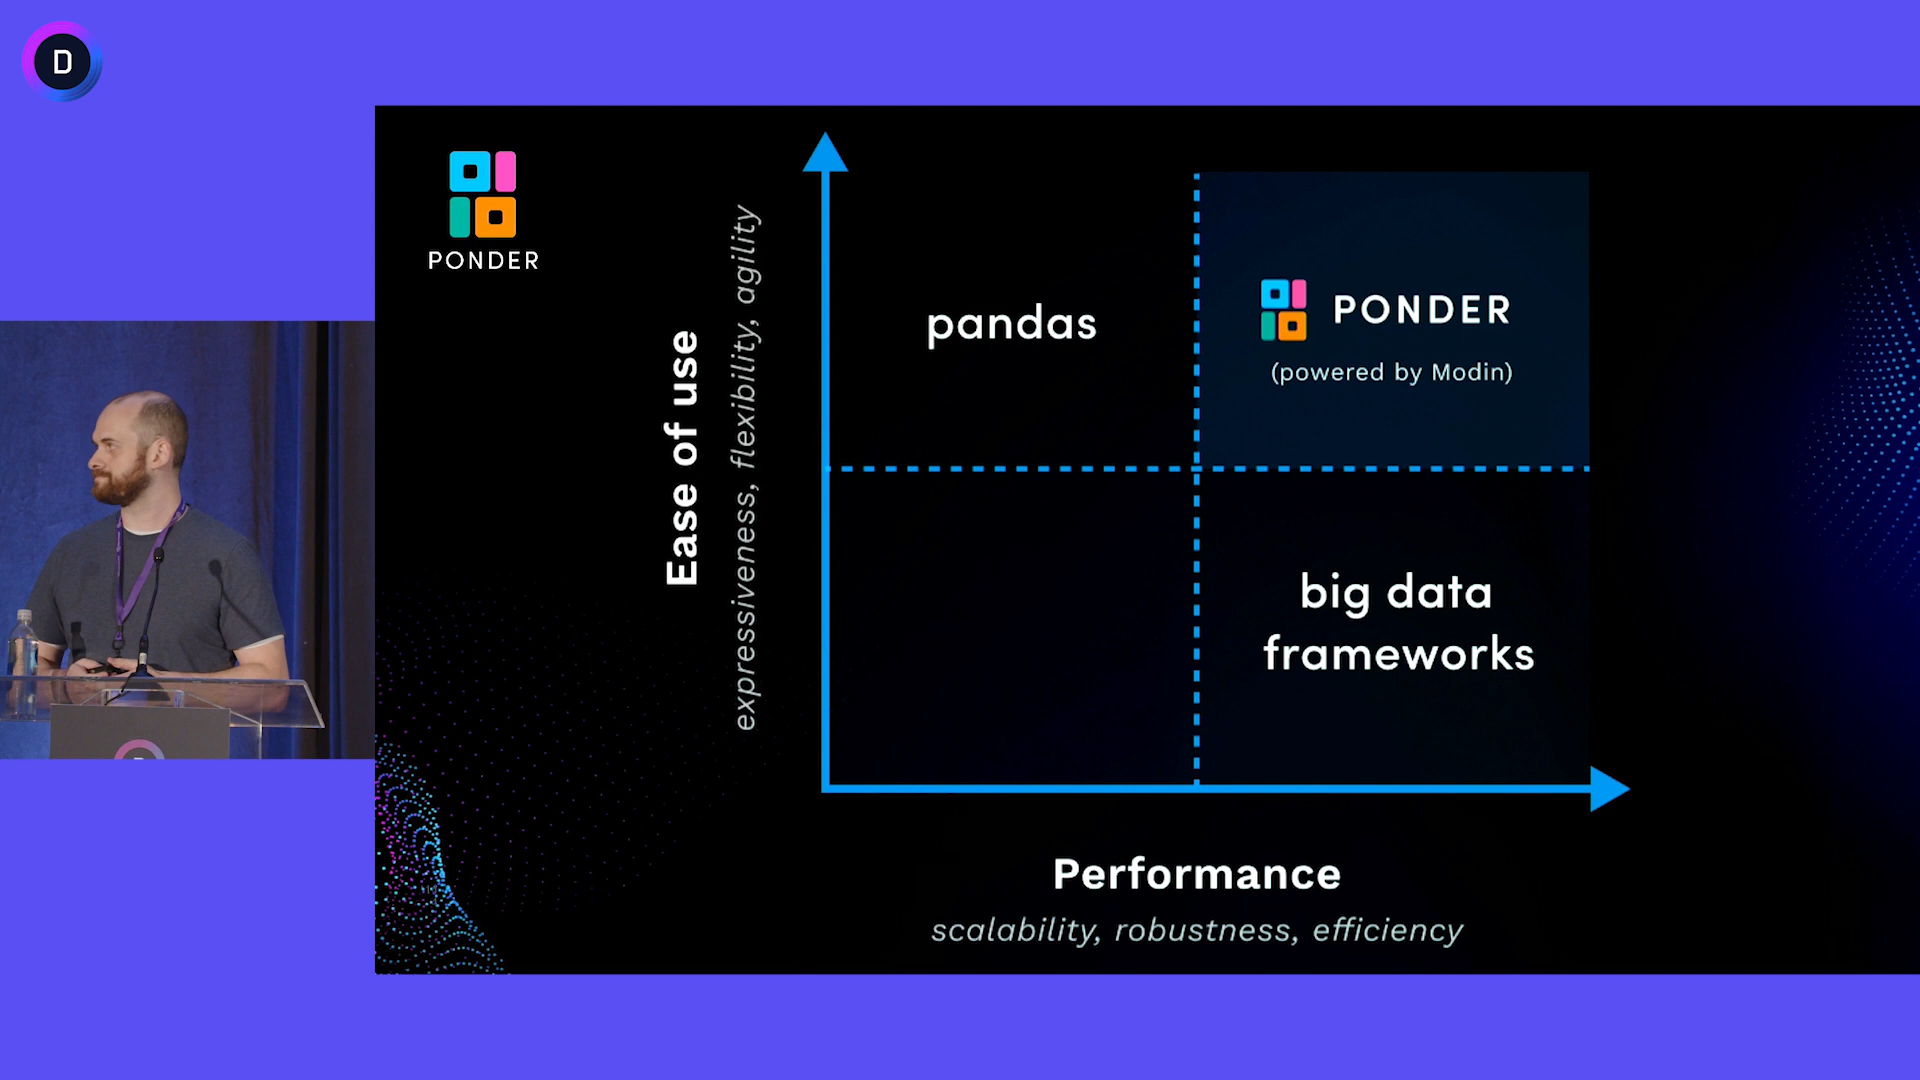 D
PONDER
Ease of use
expressiveness, flexibility, agility
pandas
PONDER
(powered by Modin)
big data
frameworks
Performance
scalability, robustness, efficiency